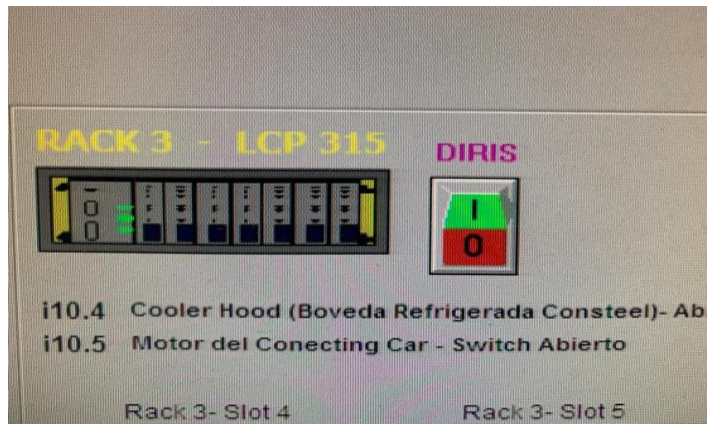 RACK 3 - LCP 315
DIRIS
I
0
i10.4 Cooler Hood (Boveda Refrigerada Consteel)- Ab
i10.5 Motor del Conecting Car - Switch Abierto
Rack 3- Slot 4
Rack 3- Slot 5